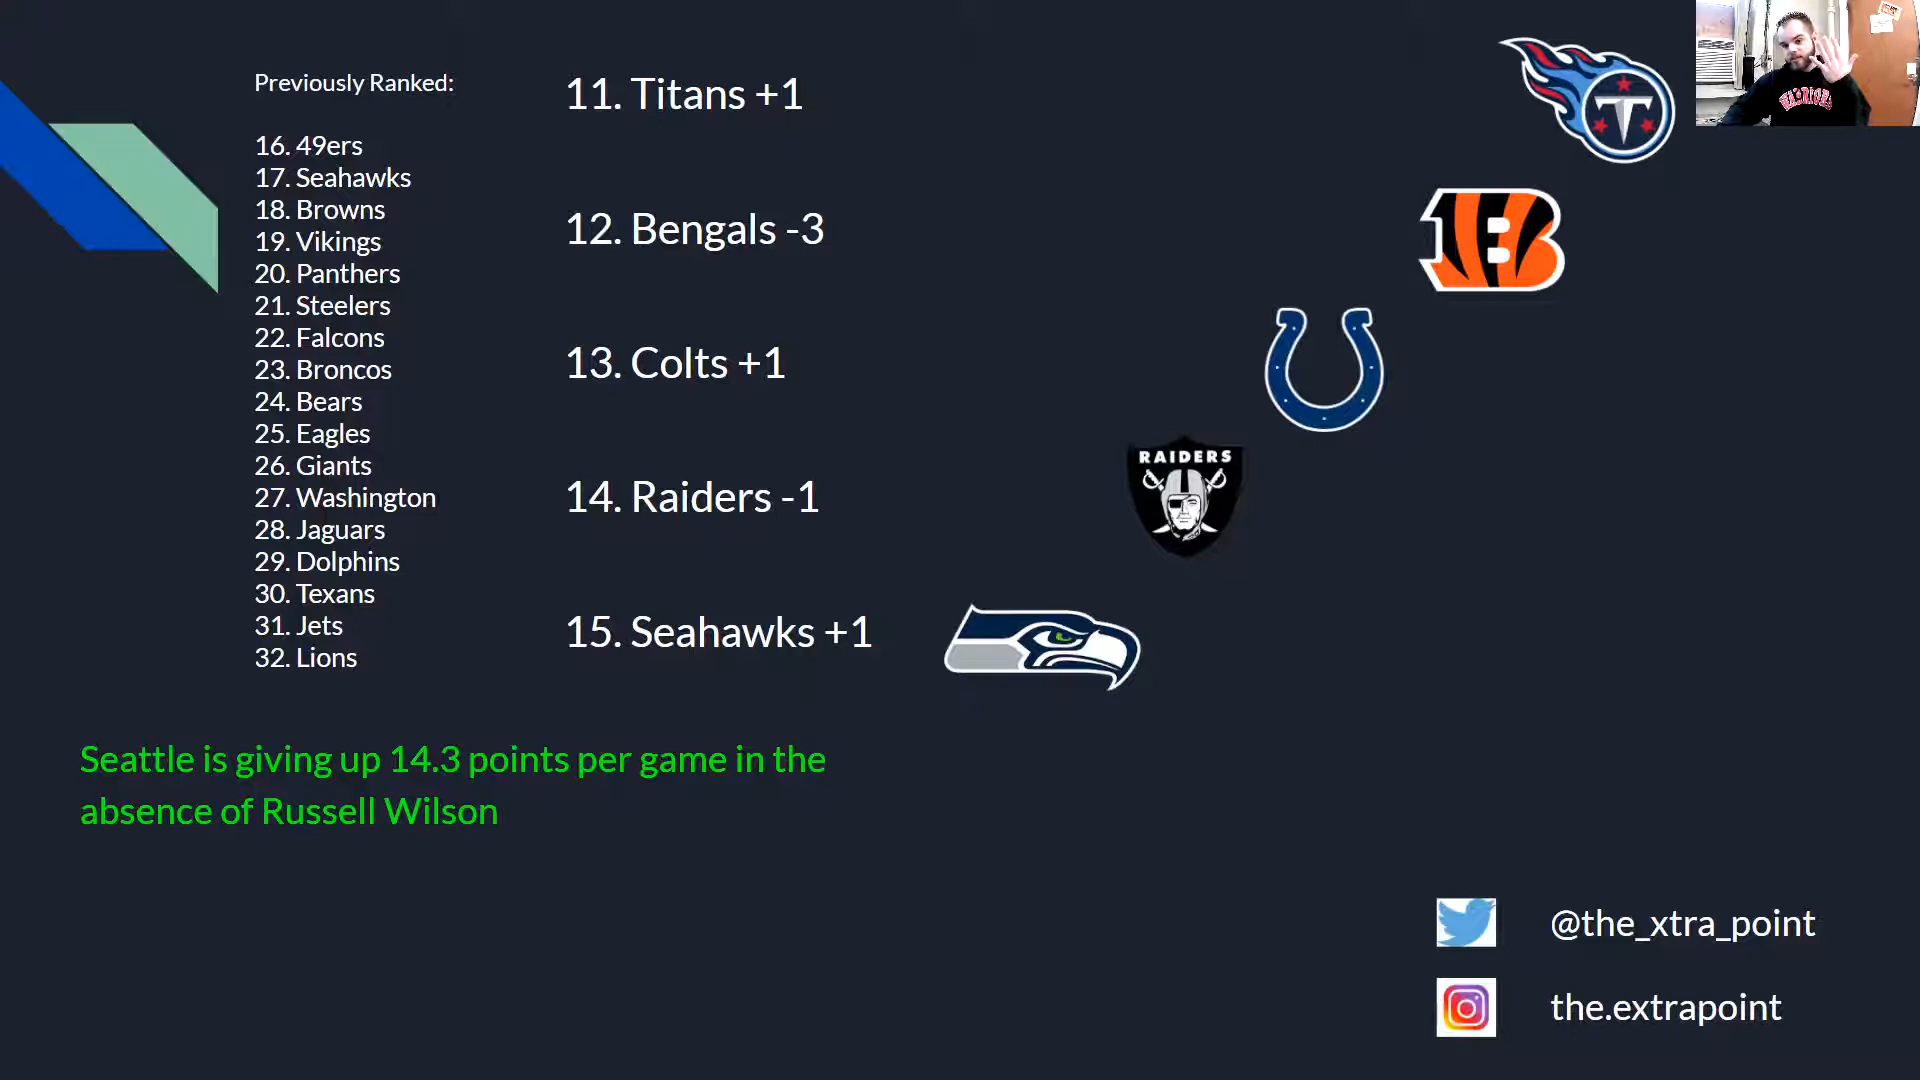 Previously Ranked:
16. 49ers
17. Seahawks
18. Browns
19. Vikings
20. Panthers
21. Steelers
22. Falcons
23. Broncos
24. Bears
25. Eagles
26. Giants
27. Washington
28. Jaguars
29. Dolphins
30. Texans
31. Jets
32. Lions
11. Titans +1
12. Bengals -3
13. Colts +1
14. Raiders -1
15. Seahawks +1
T
B
RAIDERS
WARRIORS
Seattle is giving up 14.3 points per game in the
absence of Russell Wilson
@the_xtra_point
the.extrapoint